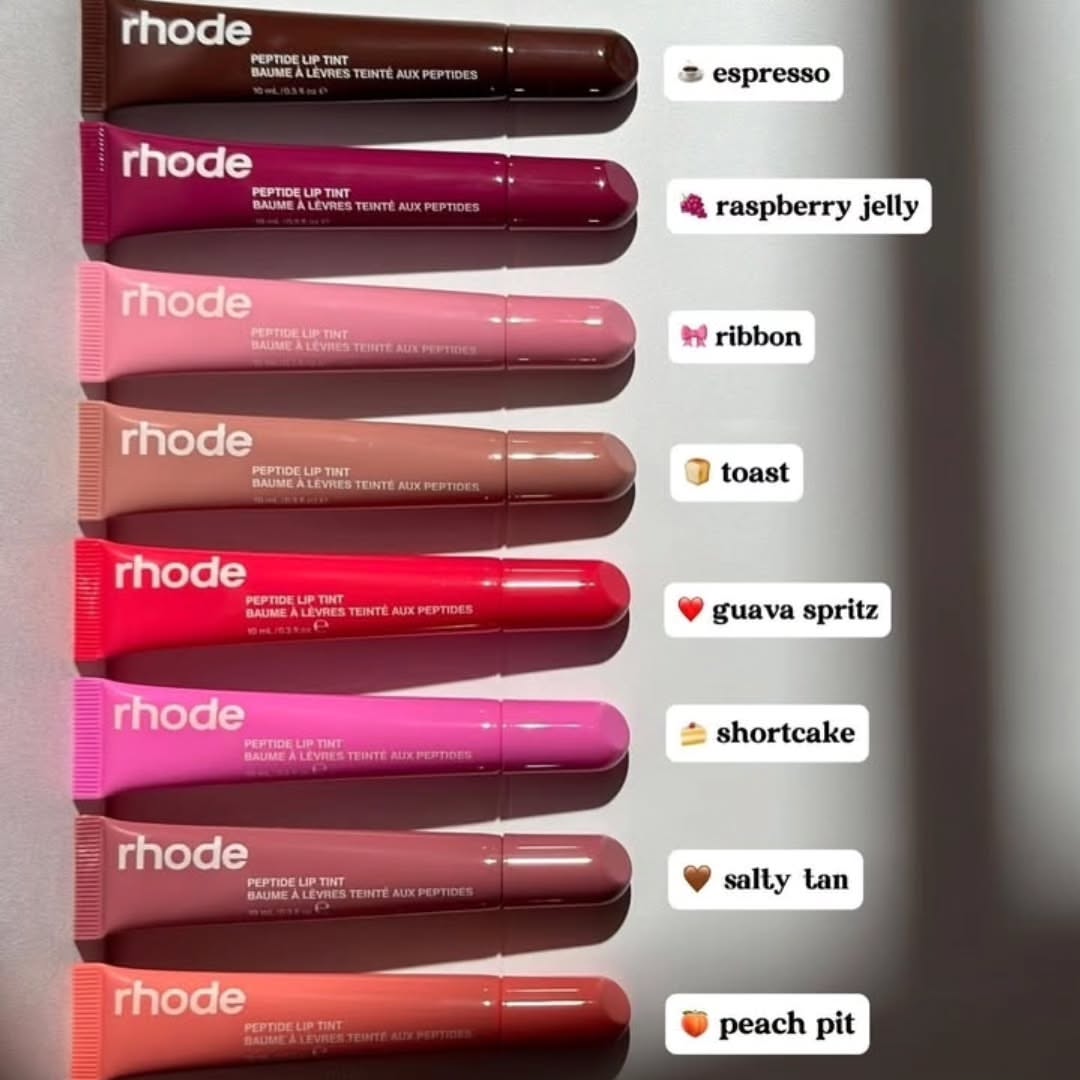 rhode
PEPTIDE LIP TINT
BAUME À LÈVRES TEINTÉ AUX PEPTIDES
10 mL /0.3 fl oz ℮
espresso
rhode
PEPTIDE LIP TINT
BAUME À LÈVRES TEINTÉ AUX PEPTIDES
raspberry jelly
rhode
PEPTIDE LIP TINT
BAUME À LÈVRES TEINTÉ AUX PEPTIDES
ribbon
rhode
PEPTIDE LIP TINT
BAUME À LÈVRES TEINTÉ AUX PEPTIDES
toast
rhode
PEPTIDE LIP TINT
BAUME À LÈVRES TEINTÉ AUX PEPTIDES
10 mL /0.3 fl oz ℮
guava spritz
rhode
PEPTIDE LIP TINT
BAUME À LÈVRES TEINTÉ AUX PEPTIDES
shortcake
rhode
PEPTIDE LIP TINT
BAUME À LÈVRES TEINTÉ AUX PEPTIDES
salty tan
rhode
PEPTIDE LIP TINT
BAUME À LÈVRES TEINTÉ AUX PEPTIDES
peach pit